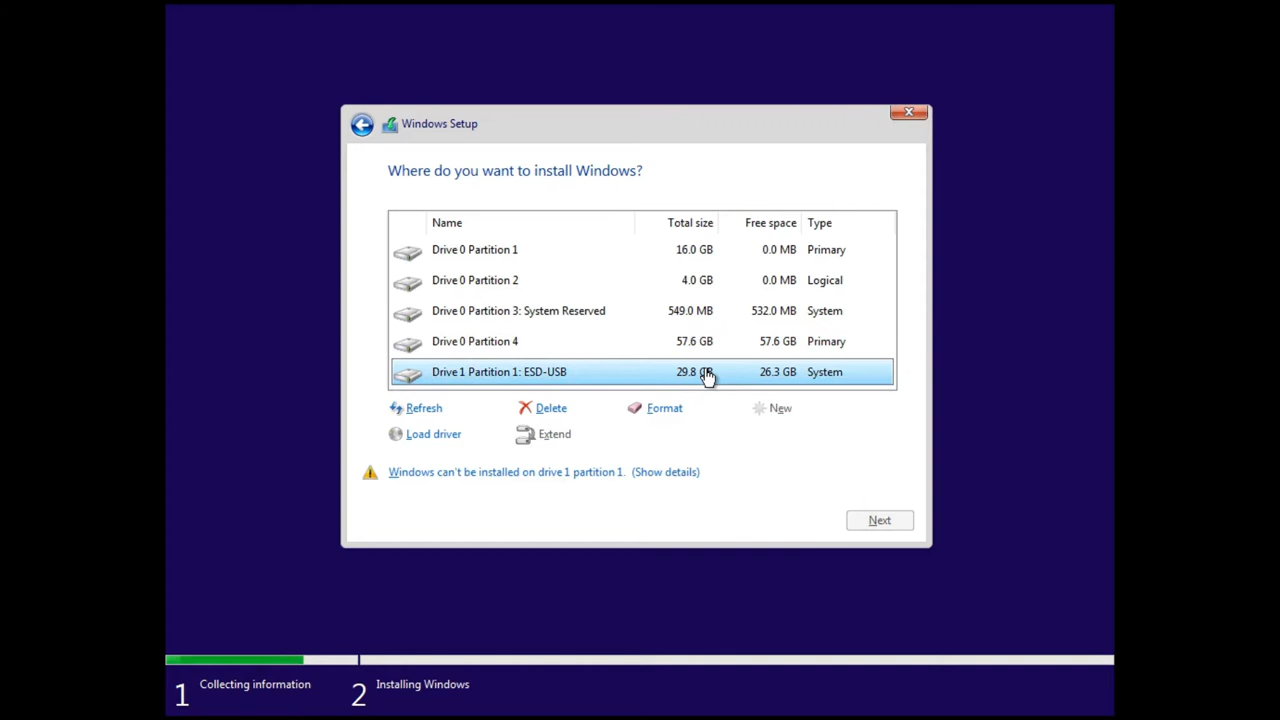 Windows Setup
Where do you want to install Windows?
Name Total size Free space Type
Drive 0 Partition 1 16.0 GB 0.0 MB Primary
Drive 0 Partition 2 4.0 GB 0.0 MB Logical
Drive 0 Partition 3: System Reserved 549.0 MB 532.0 MB System
Drive 0 Partition 4 57.6 GB 57.6 GB Primary
Drive 1 Partition 1: ESD-USB 29.8 GB 26.3 GB System
Refresh Delete Format New
Load driver Extend
Windows can't be installed on drive 1 partition 1. (Show details)
Next
1 Collecting information 2 Installing Windows